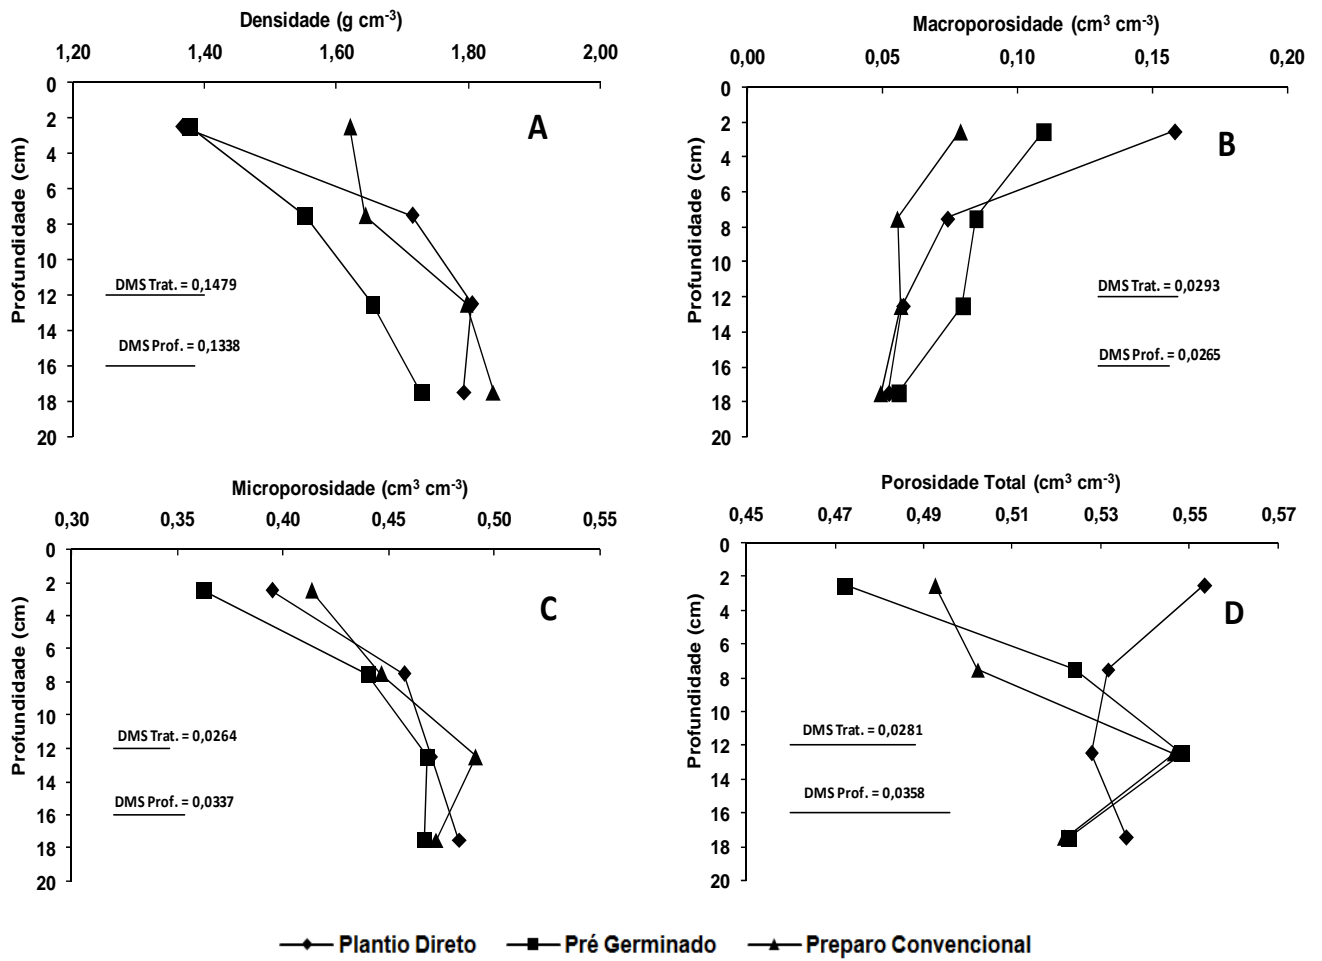 Densidade (g cm-3)
1,20 1,40 1,60 1,80 2,00
0
2
4
6
8
10
12
14
16
18
20
Profundidade (cm)
A
DMS Trat. = 0,1479
DMS Prof. = 0,1338
Macroporosidade (cm3 cm-3)
0,00 0,05 0,10 0,15 0,20
0
2
4
6
8
10
12
14
16
18
20
Profundidade (cm)
B
DMS Trat. = 0,0293
DMS Prof. = 0,0265
Microporosidade (cm3 cm-3)
0,30 0,35 0,40 0,45 0,50 0,55
0
2
4
6
8
10
12
14
16
18
20
Profundidade (cm)
C
DMS Trat. = 0,0264
DMS Prof. = 0,0337
Porosidade Total (cm3 cm-3)
0,45 0,47 0,49 0,51 0,53 0,55 0,57
0
2
4
6
8
10
12
14
16
18
20
Profundidade (cm)
D
DMS Trat. = 0,0281
DMS Prof. = 0,0358
Plantio Direto Pré Germinado Preparo Convencional